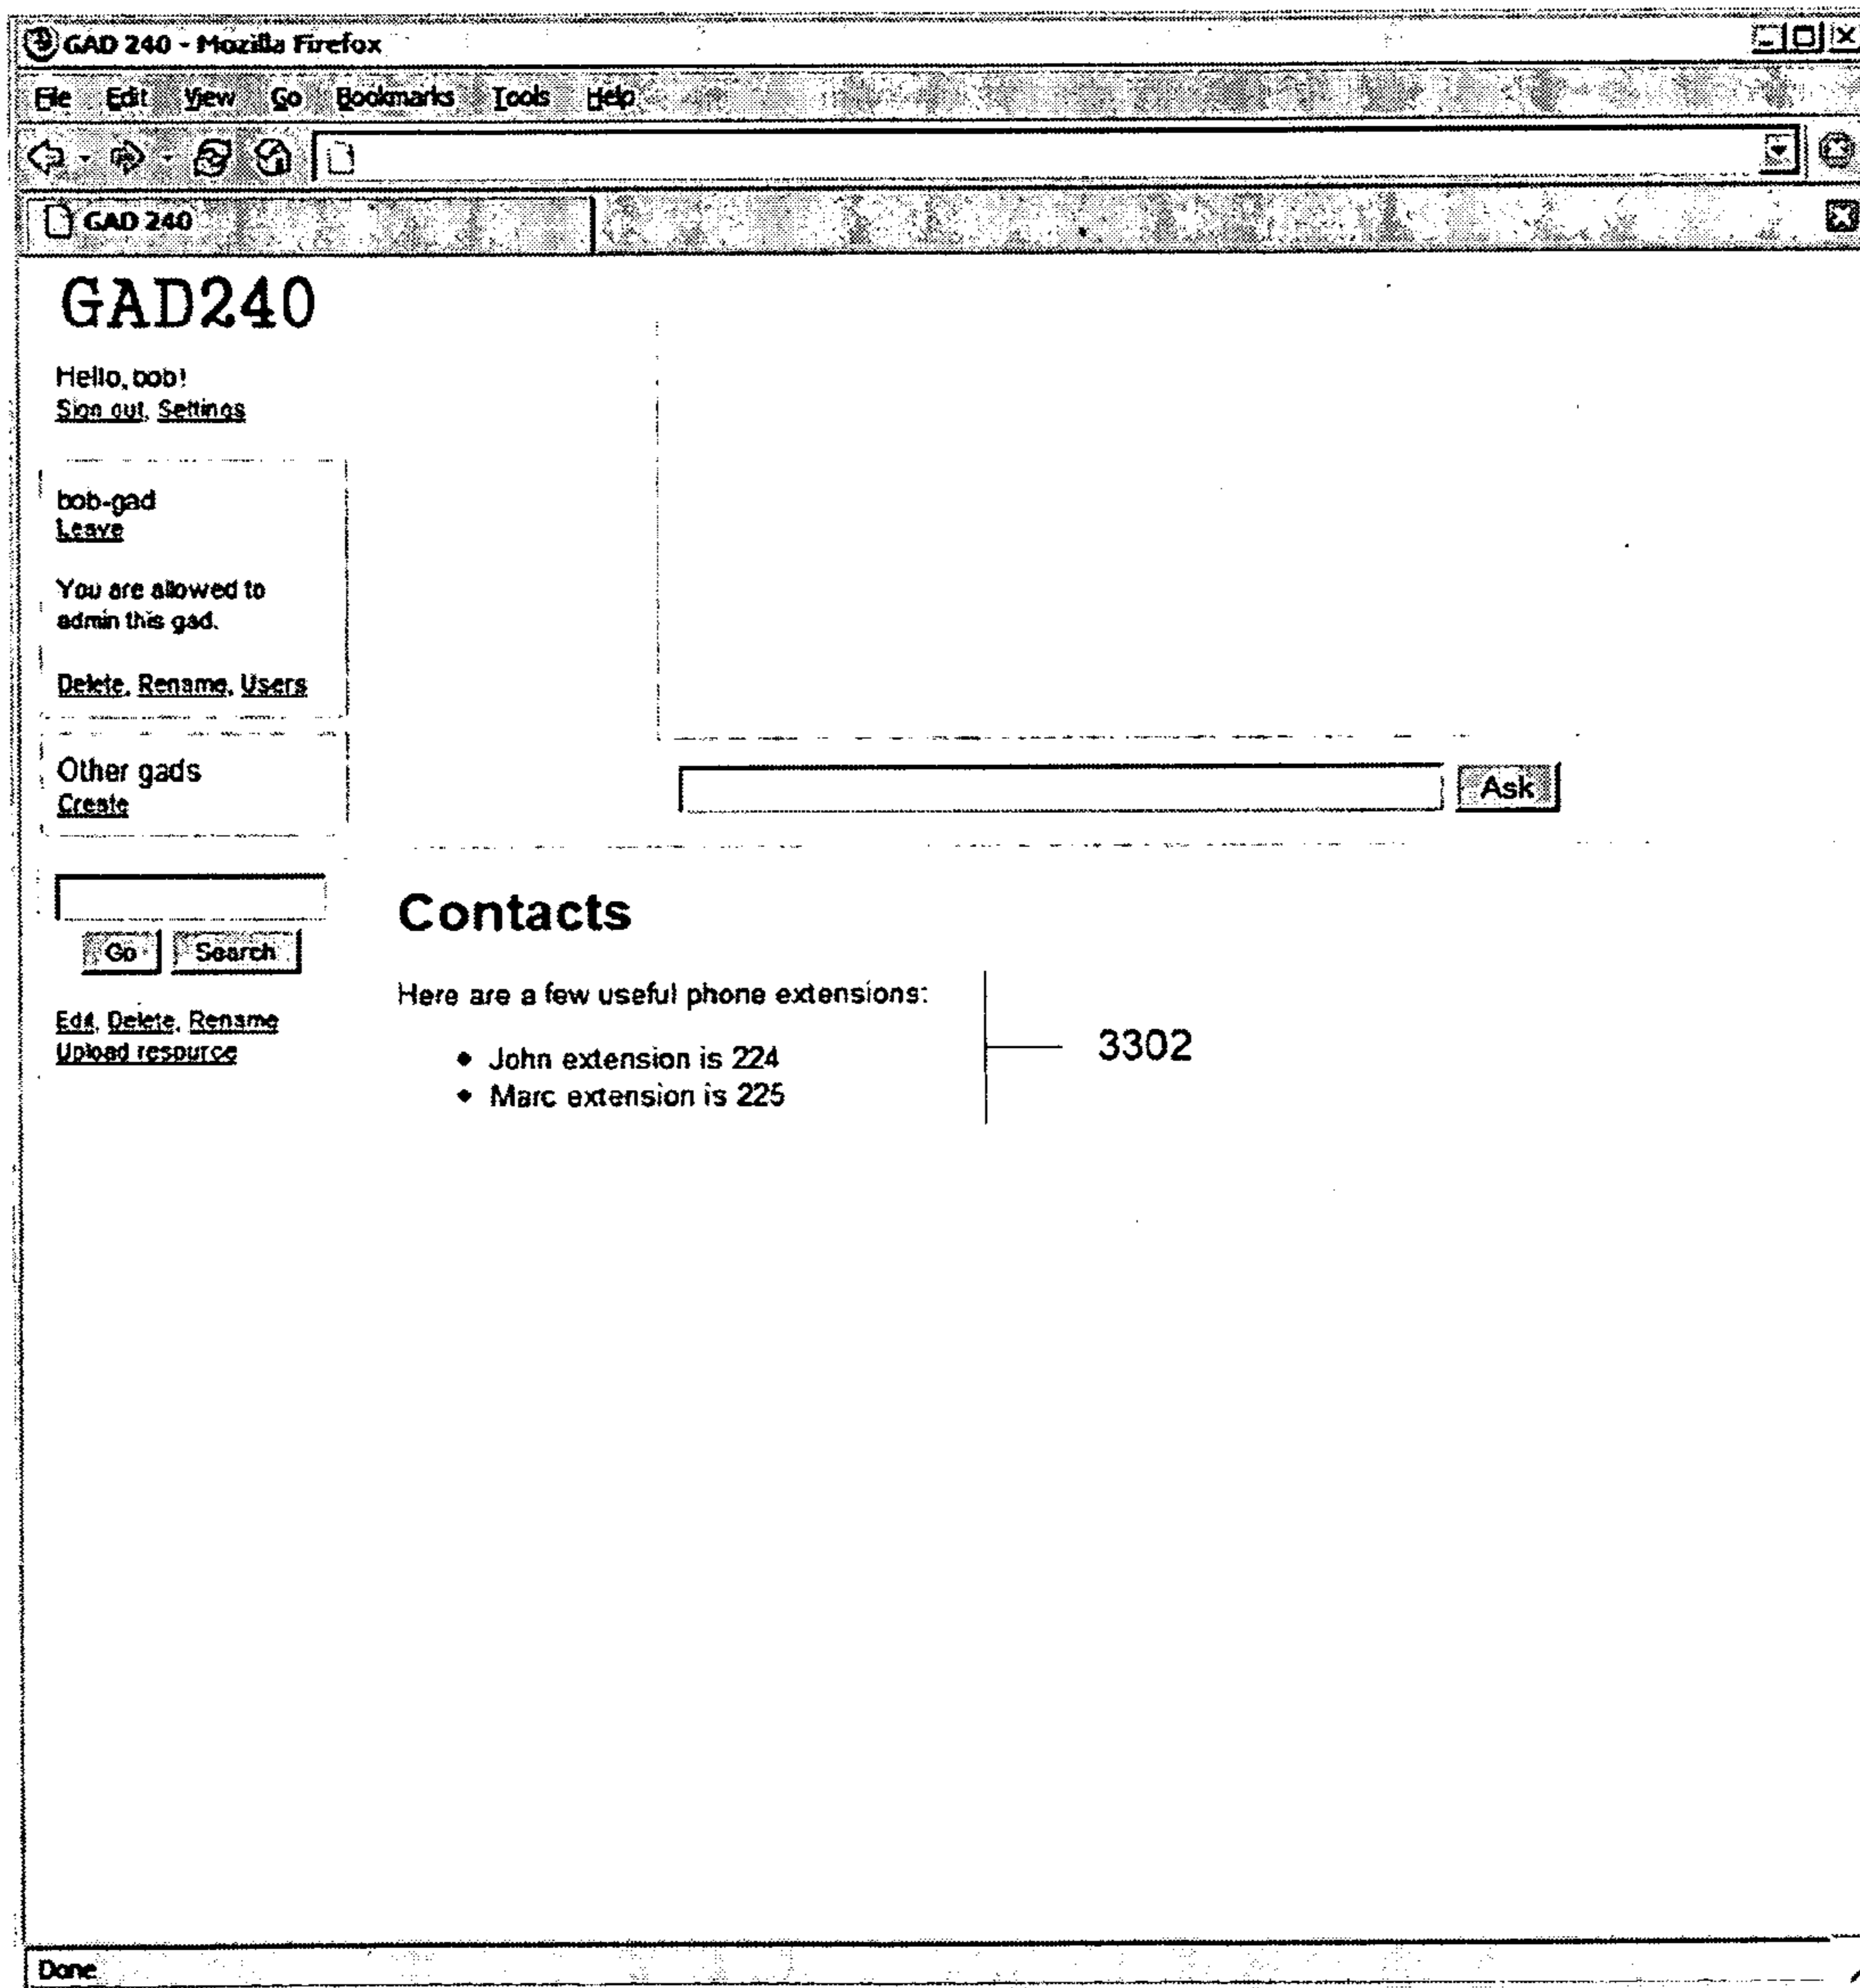 GAD 240 - Mozilla Firefox
File Edit View Go Bookmarks Tools Help
GAD 240
GAD240
Hello, bob!
Sign out, Settings
bob-gad
Leave
You are allowed to
admin this gad.
Delete, Rename, Users
Other gads
Create
Ask
Go Search
Edit, Delete, Rename
Upload resource
Contacts
Here are a few useful phone extensions:
• John extension is 224
• Marc extension is 225
3302
Done